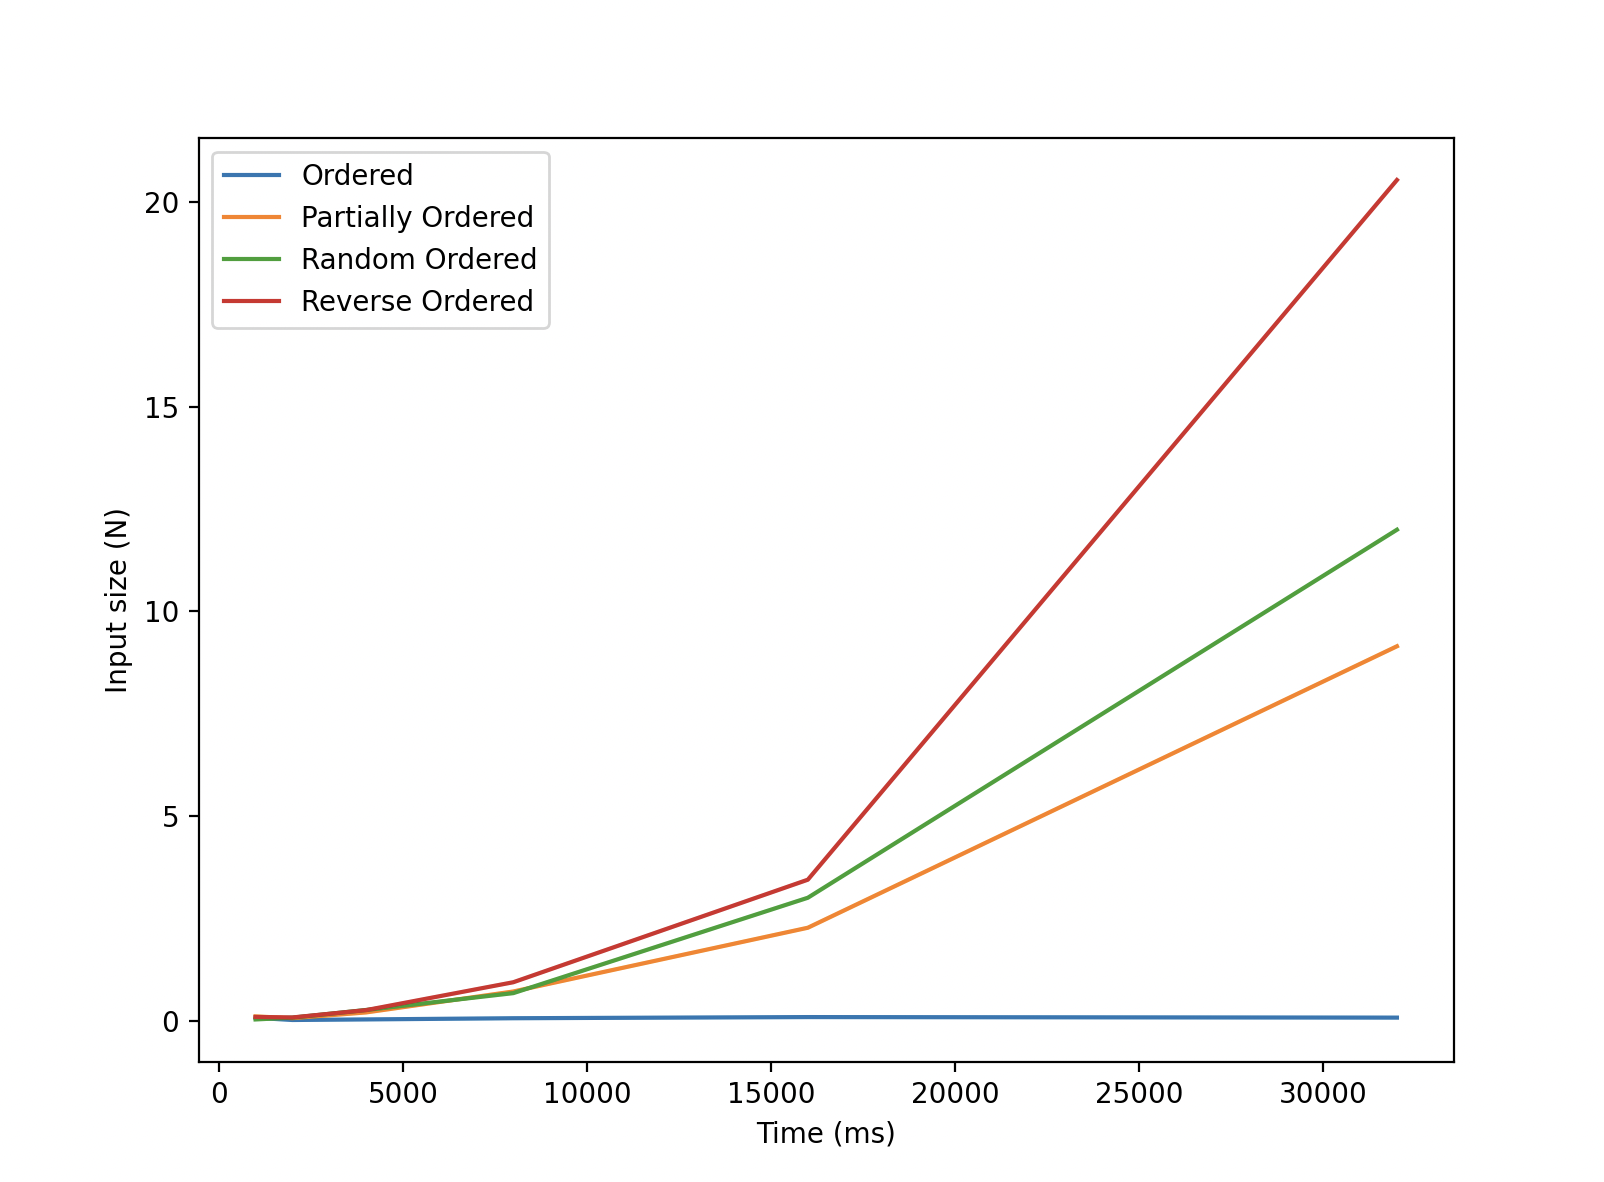 Ordered
Partially Ordered
Random Ordered
Reverse Ordered
20
15
10
5
0
Input size (N)
0 5000 10000 15000 20000 25000 30000
Time (ms)